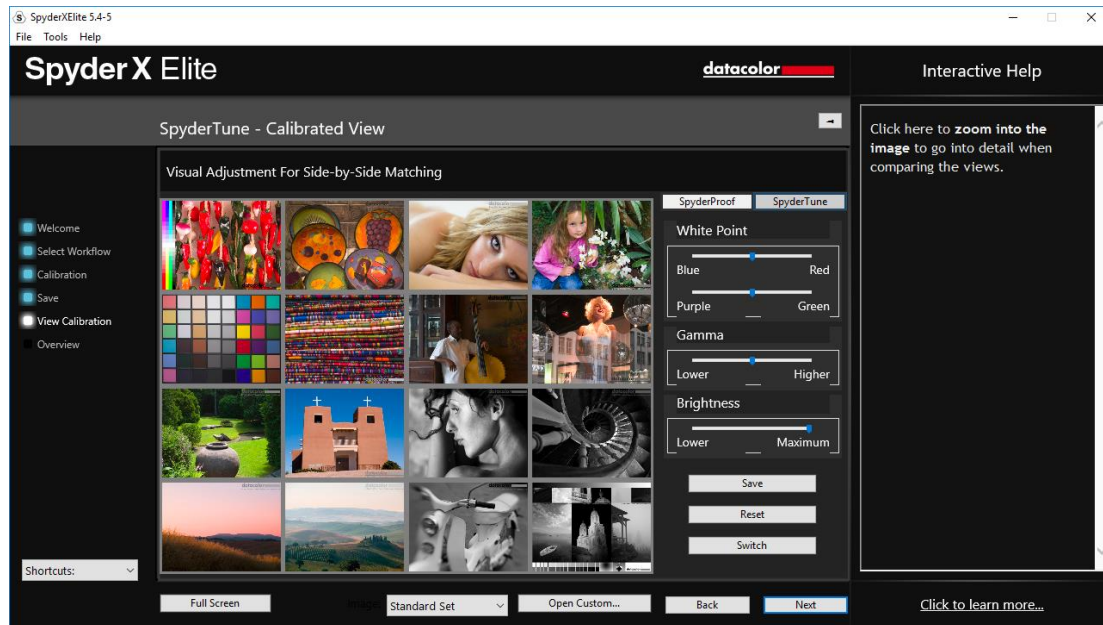 SpyderXElite 5.4-5
File Tools Help
Spyder X Elite
datacolor
Interactive Help
SpyderTune - Calibrated View
Click here to zoom into the
image to go into detail when
comparing the views.
Visual Adjustment For Side-by-Side Matching
Welcome
Select Workflow
Calibration
Save
View Calibration
Overview
SpyderProof
SpyderTune
White Point
Blue Red
Purple Green
Gamma
Lower Higher
Brightness
Lower Maximum
Save
Reset
Switch
Shortcuts:
Full Screen
Standard Set
Open Custom...
Back
Next
Click to learn more...